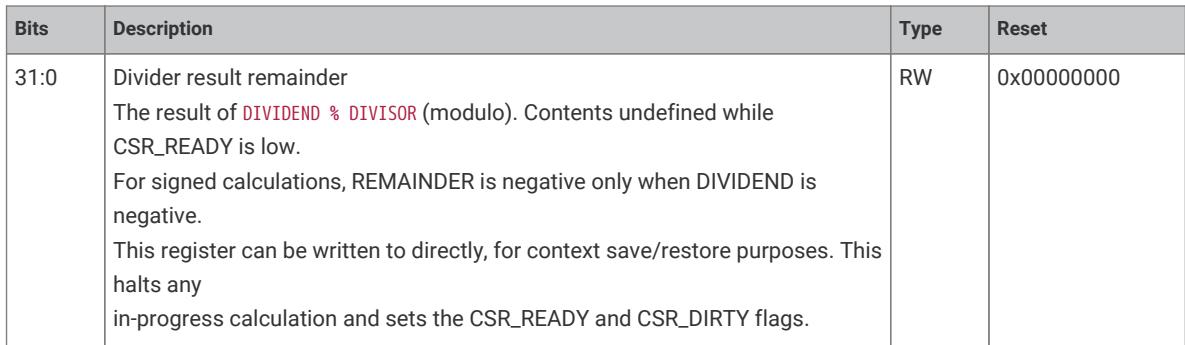 Bits Description Type Reset
31:0 Divider result remainder RW 0x00000000
The result of DIVIDEND % DIVISOR (modulo). Contents undefined while
CSR_READY is low.
For signed calculations, REMAINDER is negative only when DIVIDEND is
negative.
This register can be written to directly, for context save/restore purposes. This
halts any
in-progress calculation and sets the CSR_READY and CSR_DIRTY flags.